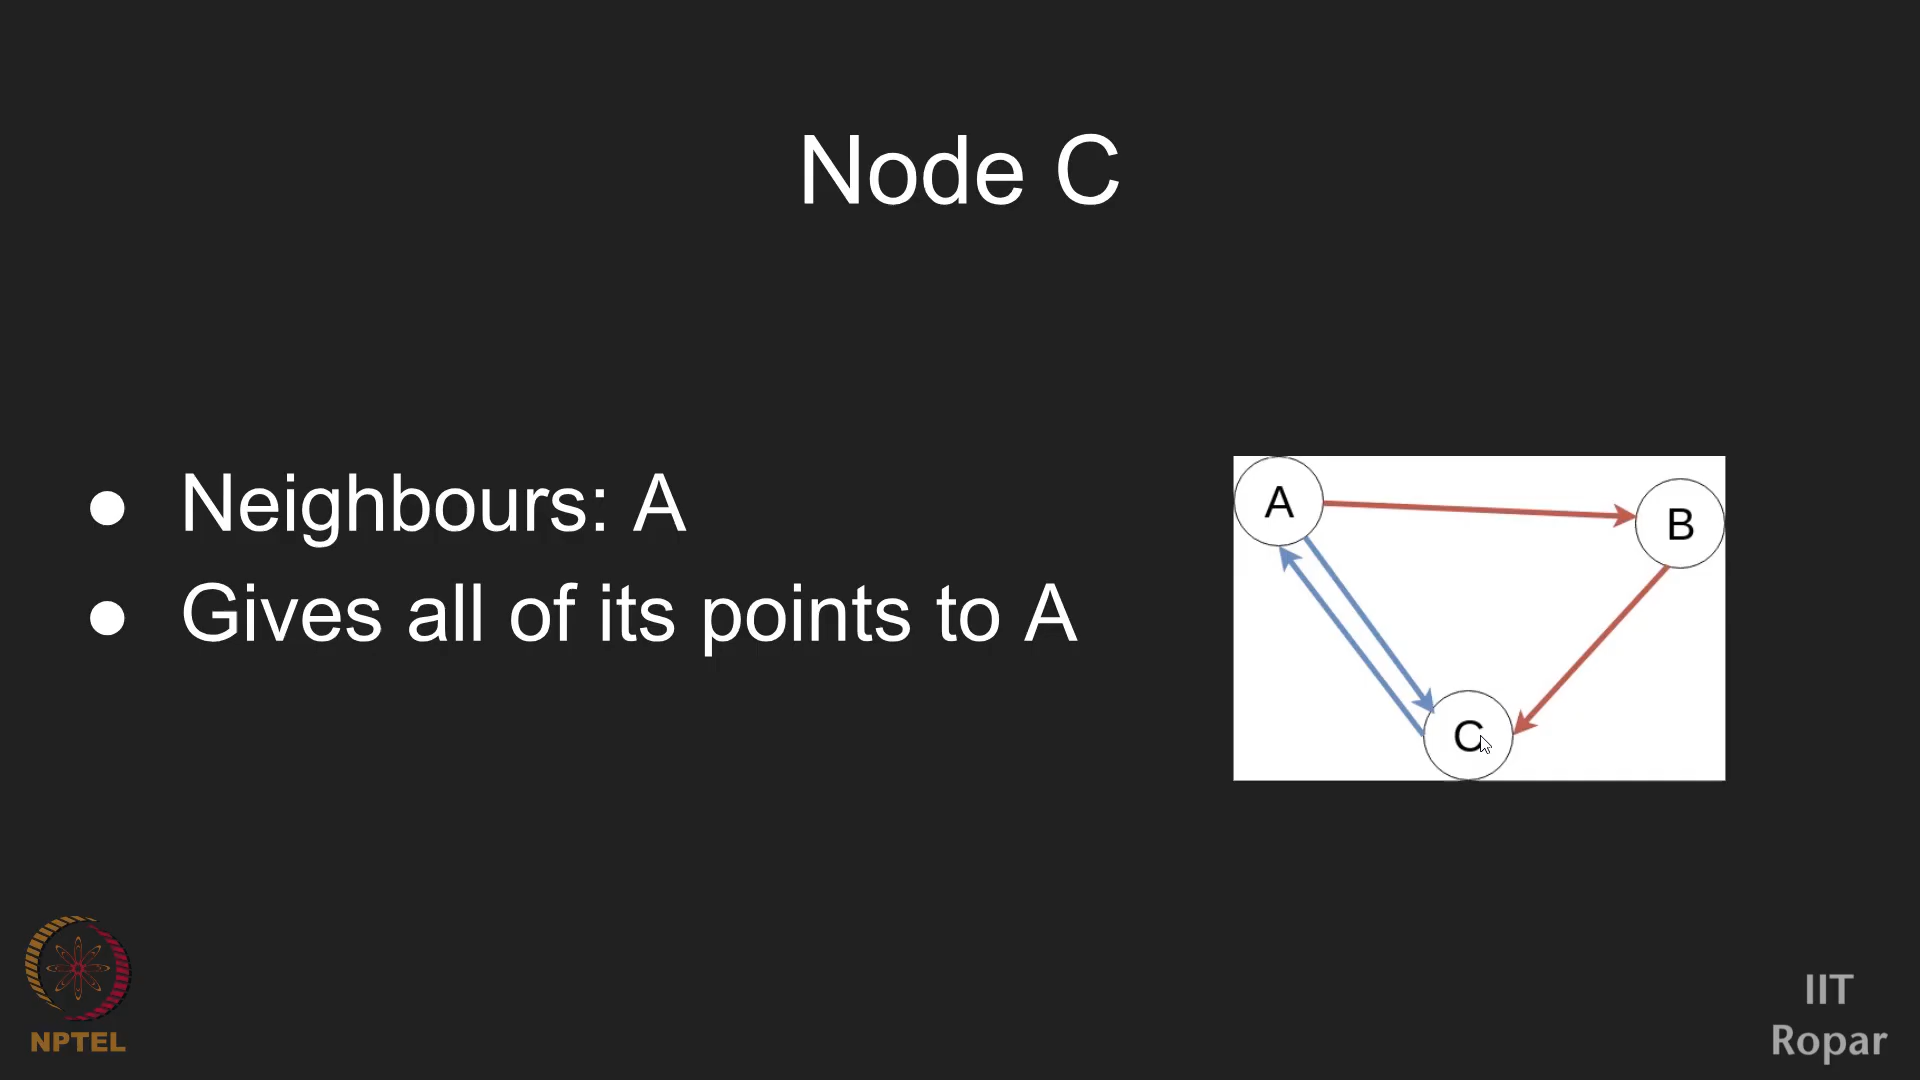 Node C
● Neighbours: A
● Gives all of its points to A
A
B
C
NPTEL
IIT
Ropar